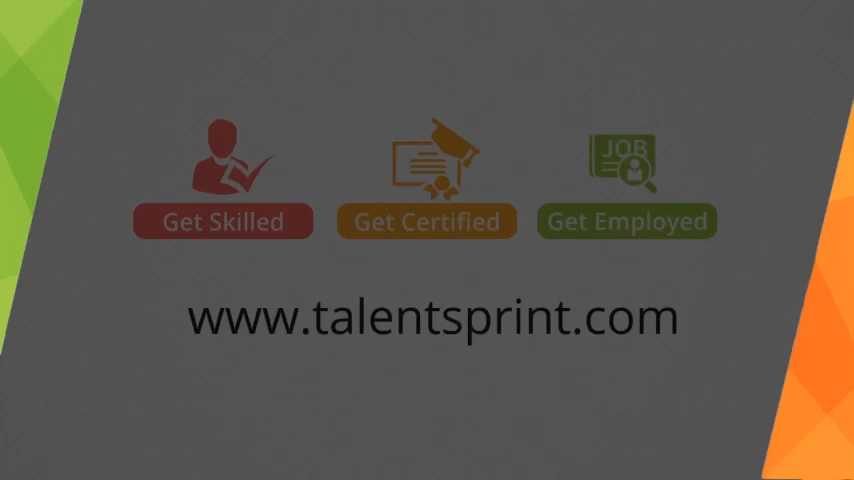 JOB
Get Skilled
Get Certified
Get Employed
www.talentsprint.com